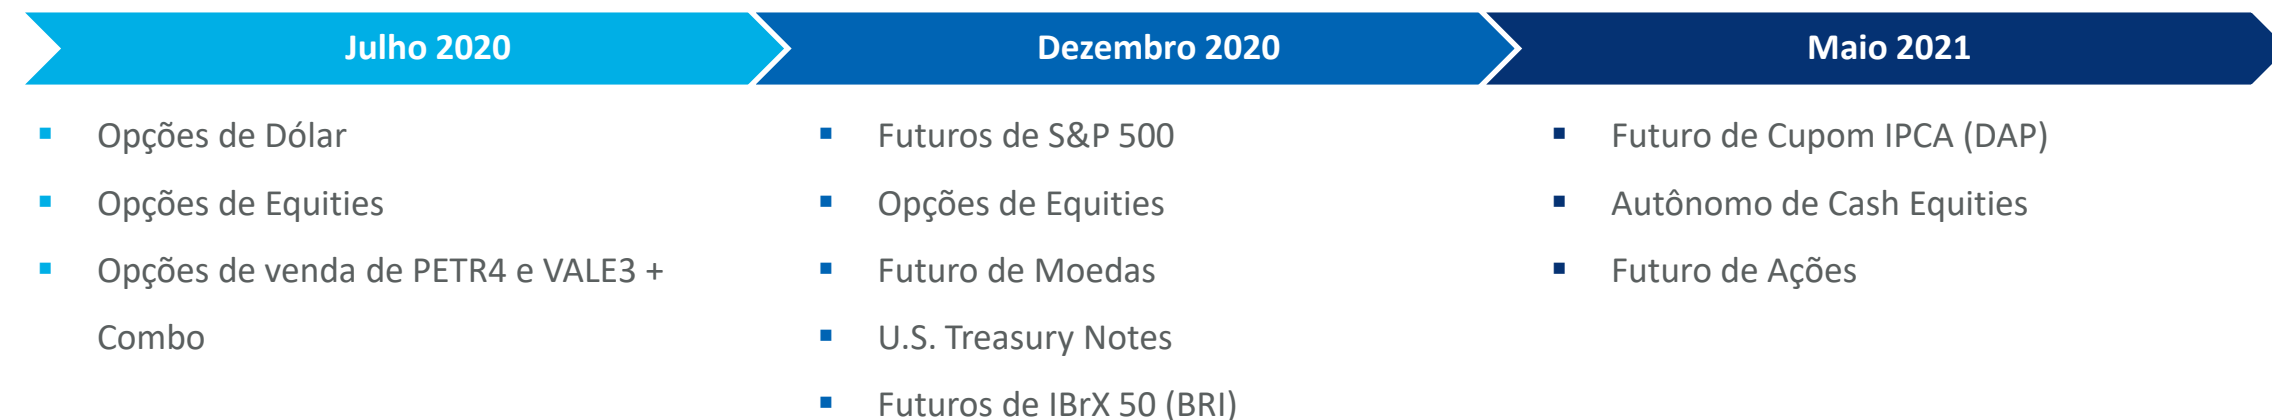 Julho 2020
Opções de Dólar
Opções de Equities
Opções de venda de PETR4 e VALE3 +
Combo
Dezembro 2020
Futuros de S&P 500
Opções de Equities
Futuro de Moedas
U.S. Treasury Notes
Futuros de IBrX 50 (BRI)
Maio 2021
Futuro de Cupom IPCA (DAP)
Autônomo de Cash Equities
Futuro de Ações